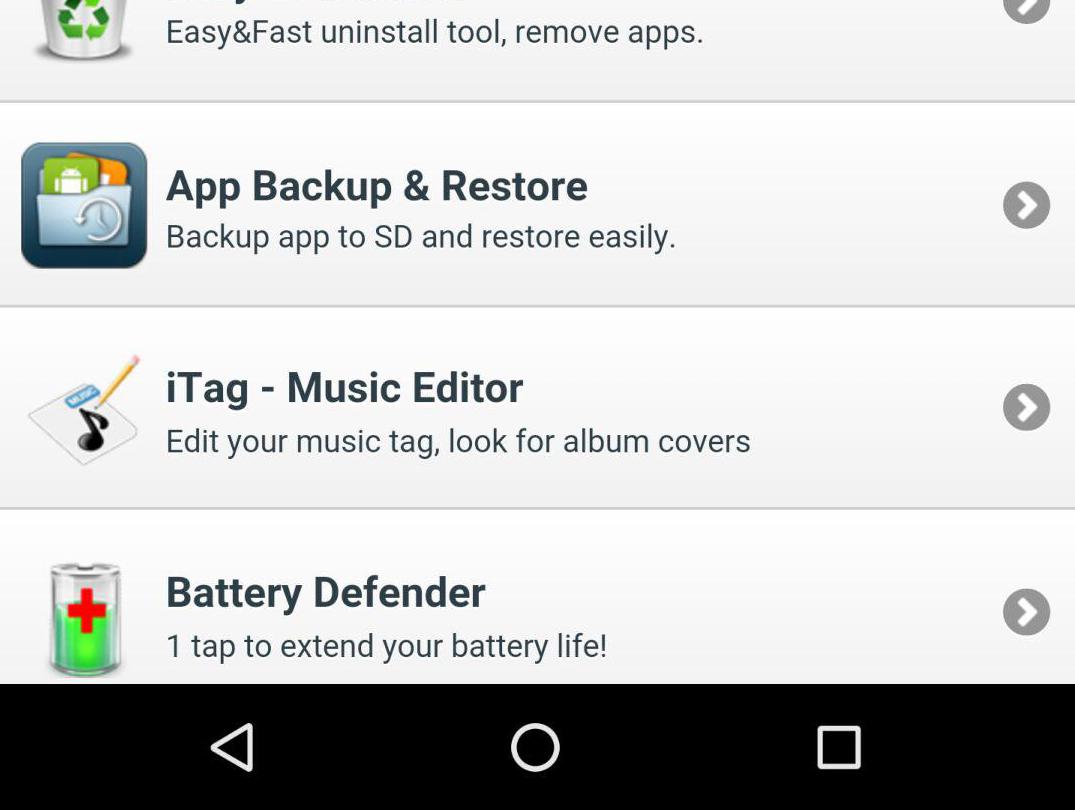 Easy&Fast uninstall tool, remove apps.
App Backup & Restore
Backup app to SD and restore easily.
MUSIC
iTag - Music Editor
Edit your music tag, look for album covers
Battery Defender
1 tap to extend your battery life!